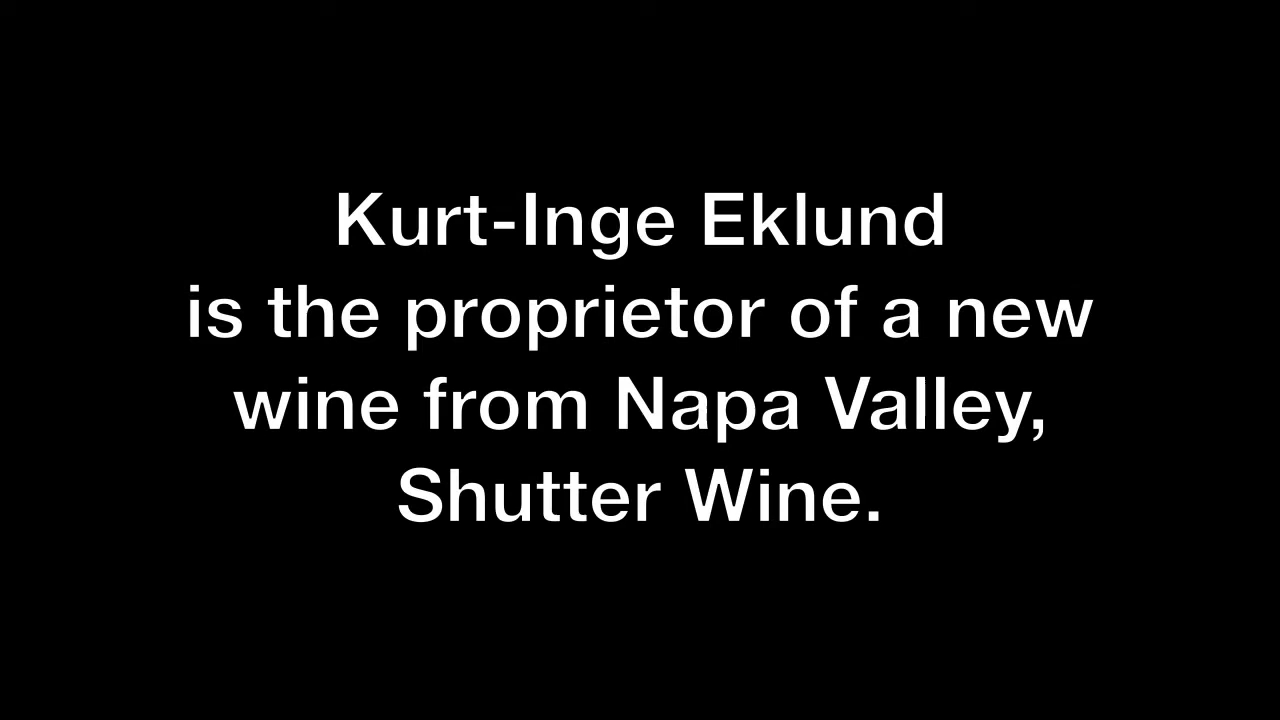 Kurt-Inge Eklund
is the proprietor of a new
wine from Napa Valley,
Shutter Wine.